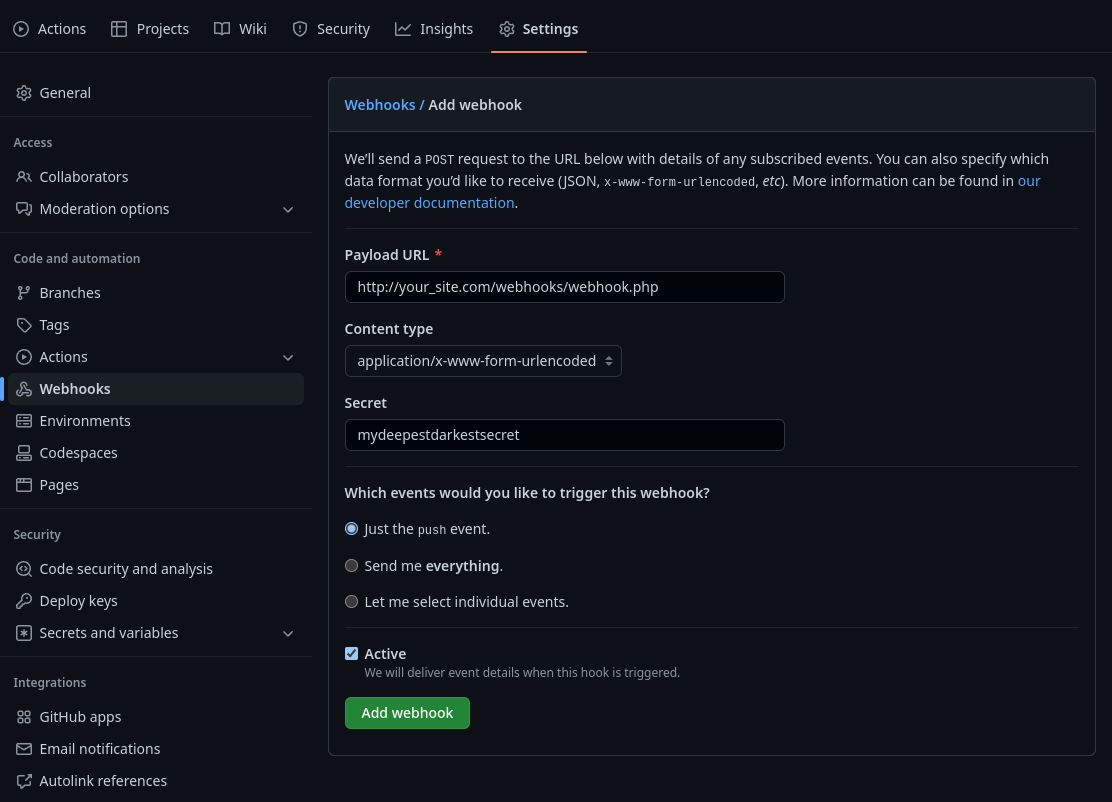 Actions Projects Wiki Security Insights Settings
General
Access
Collaborators
Moderation options
Code and automation
Branches
Tags
Actions
Webhooks
Environments
Codespaces
Pages
Security
Code security and analysis
Deploy keys
Secrets and variables
Integrations
GitHub apps
Email notifications
Autolink references
Webhooks / Add webhook
We’ll send a POST request to the URL below with details of any subscribed events. You can also specify which
data format you’d like to receive (JSON, x-www-form-urlencoded, etc). More information can be found in our
developer documentation.
Payload URL *
http://your_site.com/webhooks/webhook.php
Content type
application/x-www-form-urlencoded
Secret
mydeepestdarkestsecret
Which events would you like to trigger this webhook?
Just the push event.
Send me everything.
Let me select individual events.
Active
We will deliver event details when this hook is triggered.
Add webhook